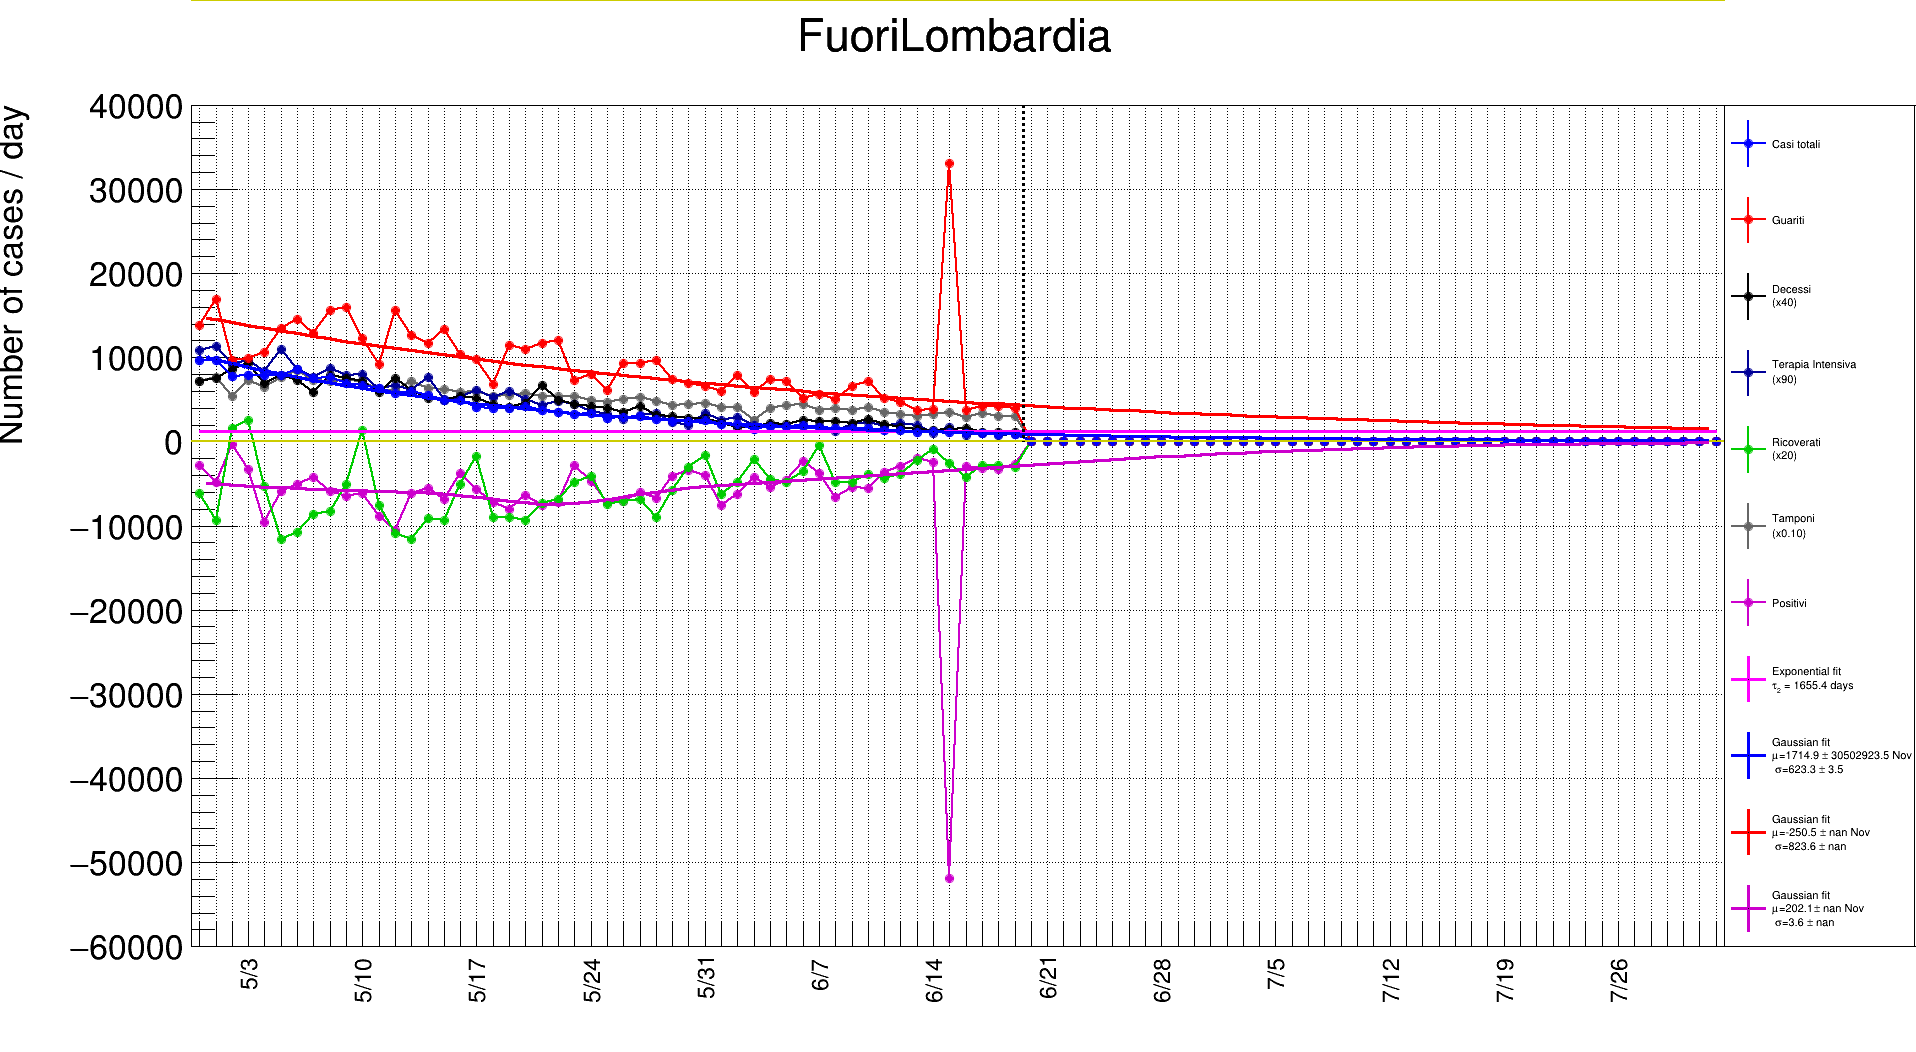 FuoriLombardia
Number of cases / day
40000
30000
20000
10000
0
−10000
−20000
−30000
−40000
−50000
−60000
5/3
5/10
5/17
5/24
5/31
6/7
6/14
6/21
6/28
7/5
7/12
7/19
7/26
Casi totali
Guariti
Decessi
(x40)
Terapia Intensiva
(x90)
Ricoverati
(x20)
Tamponi
(x0.10)
Positivi
Exponential fit
τ2 = 1655.4 days
Gaussian fit
μ=1714.9 ± 30502923.5 Nov
σ=623.3 ± 3.5
Gaussian fit
μ=-250.5 ± nan Nov
σ=823.6 ± nan
Gaussian fit
μ=202.1 ± nan Nov
σ=3.6 ± nan